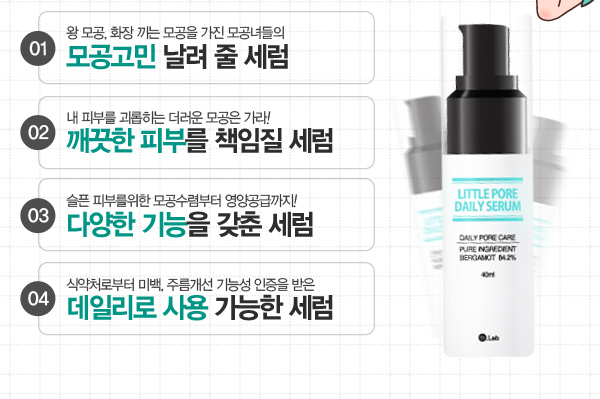 01
왕 모공, 화장 끼는 모공을 가진 모공녀들의
모공고민 날려 줄 세럼
02
내 피부를 괴롭히는 더러운 모공은 가라!
깨끗한 피부를 책임질 세럼
03
슬픈 피부를위한 모공수렴부터 영양공급까지!
다양한 기능을 갖춘 세럼
04
식약처로부터 미백, 주름개선 기능성 인증을 받은
데일리로 사용 가능한 세럼
LITTLE PORE
DAILY SERUM
DAILY PORE CARE
PURE INGREDIENT
BERGAMOT 84.2%
40ml
Lab